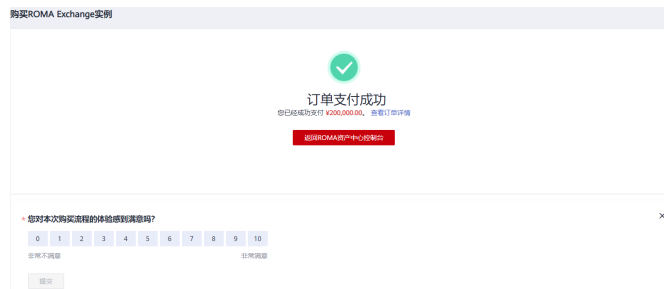 购买ROMA Exchange实例
订单支付成功
您已经成功支付 ¥200,000.00。 查看订单详情
返回ROMA资产中心控制台
* 您对本次购买流程的体验感到满意吗?
0 1 2 3 4 5 6 7 8 9 10
非常不满意 非常满意
提交